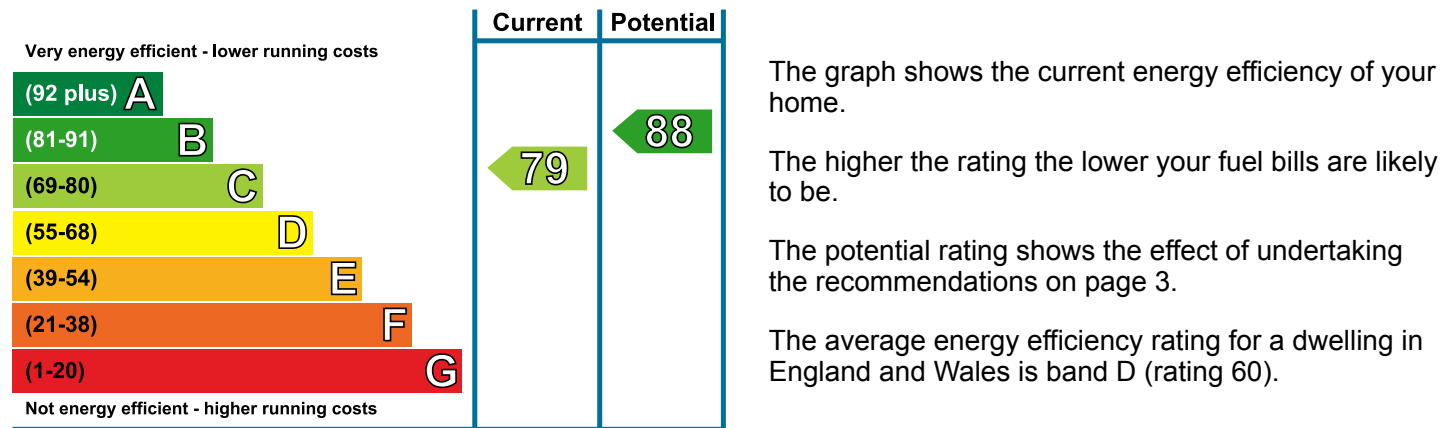 Current Potential
Very energy efficient - lower running costs
(92 plus) A
(81-91) B
(69-80) C
(55-68) D
(39-54) E
(21-38) F
(1-20) G
Not energy efficient - higher running costs
79
88
The graph shows the current energy efficiency of your
home.
The higher the rating the lower your fuel bills are likely
to be.
The potential rating shows the effect of undertaking
the recommendations on page 3.
The average energy efficiency rating for a dwelling in
England and Wales is band D (rating 60).